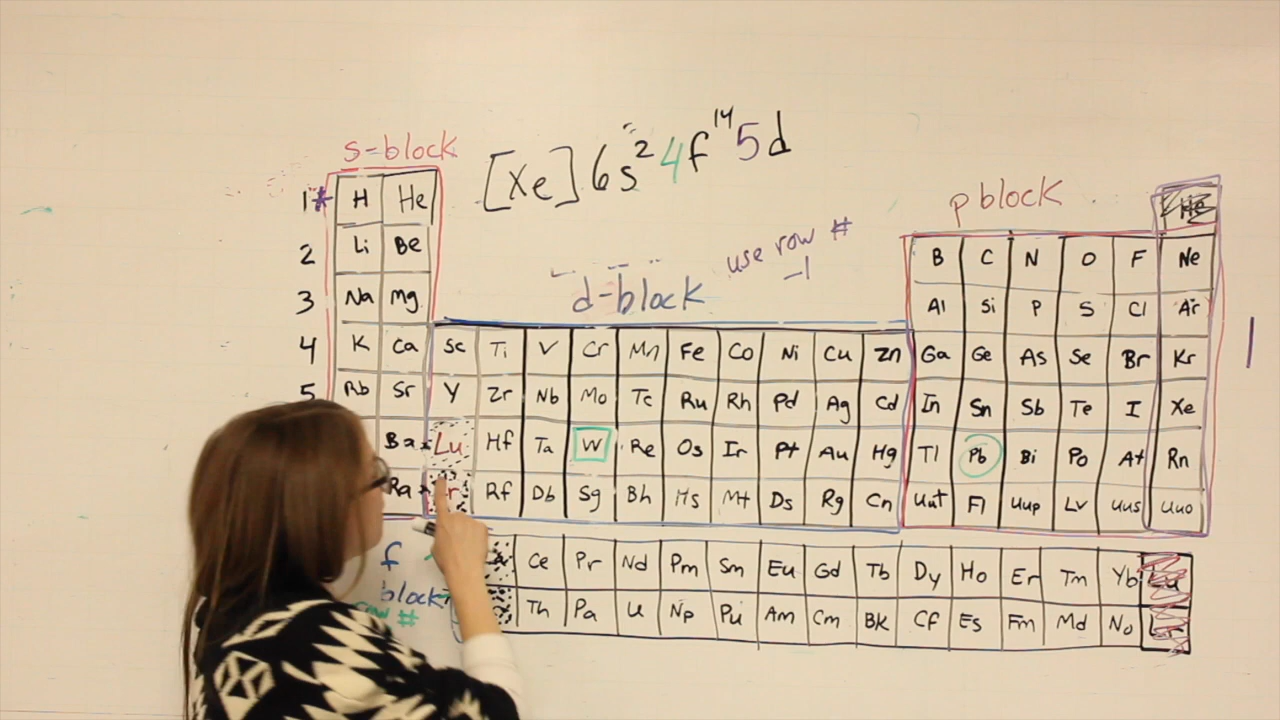 s-block
[Xe] 6s² 4f¹⁴ 5d
p block
1* H He He
use row #
-1
d-block
2 Li Be B C N O F Ne
3 Na Mg Al Si P S Cl Ar
4 K Ca Sc Ti V Cr Mn Fe Co Ni Cu Zn Ga Ge As Se Br Kr
5 Rb Sr Y Zr Nb Mo Tc Ru Rh Pd Ag Cd In Sn Sb Te I Xe
Ba* Lu Hf Ta W Re Os Ir Pt Au Hg Tl Pb Bi Po At Rn
Ra Rf Db Sg Bh Hs Mt Ds Rg Cn Uut Fl Uup Lv Uus Uuo
f
block
Ce Pr Nd Pm Sm Eu Gd Tb Dy Ho Er Tm Yb
Th Pa U Np Pu Am Cm BK Cf Es Fm Md No